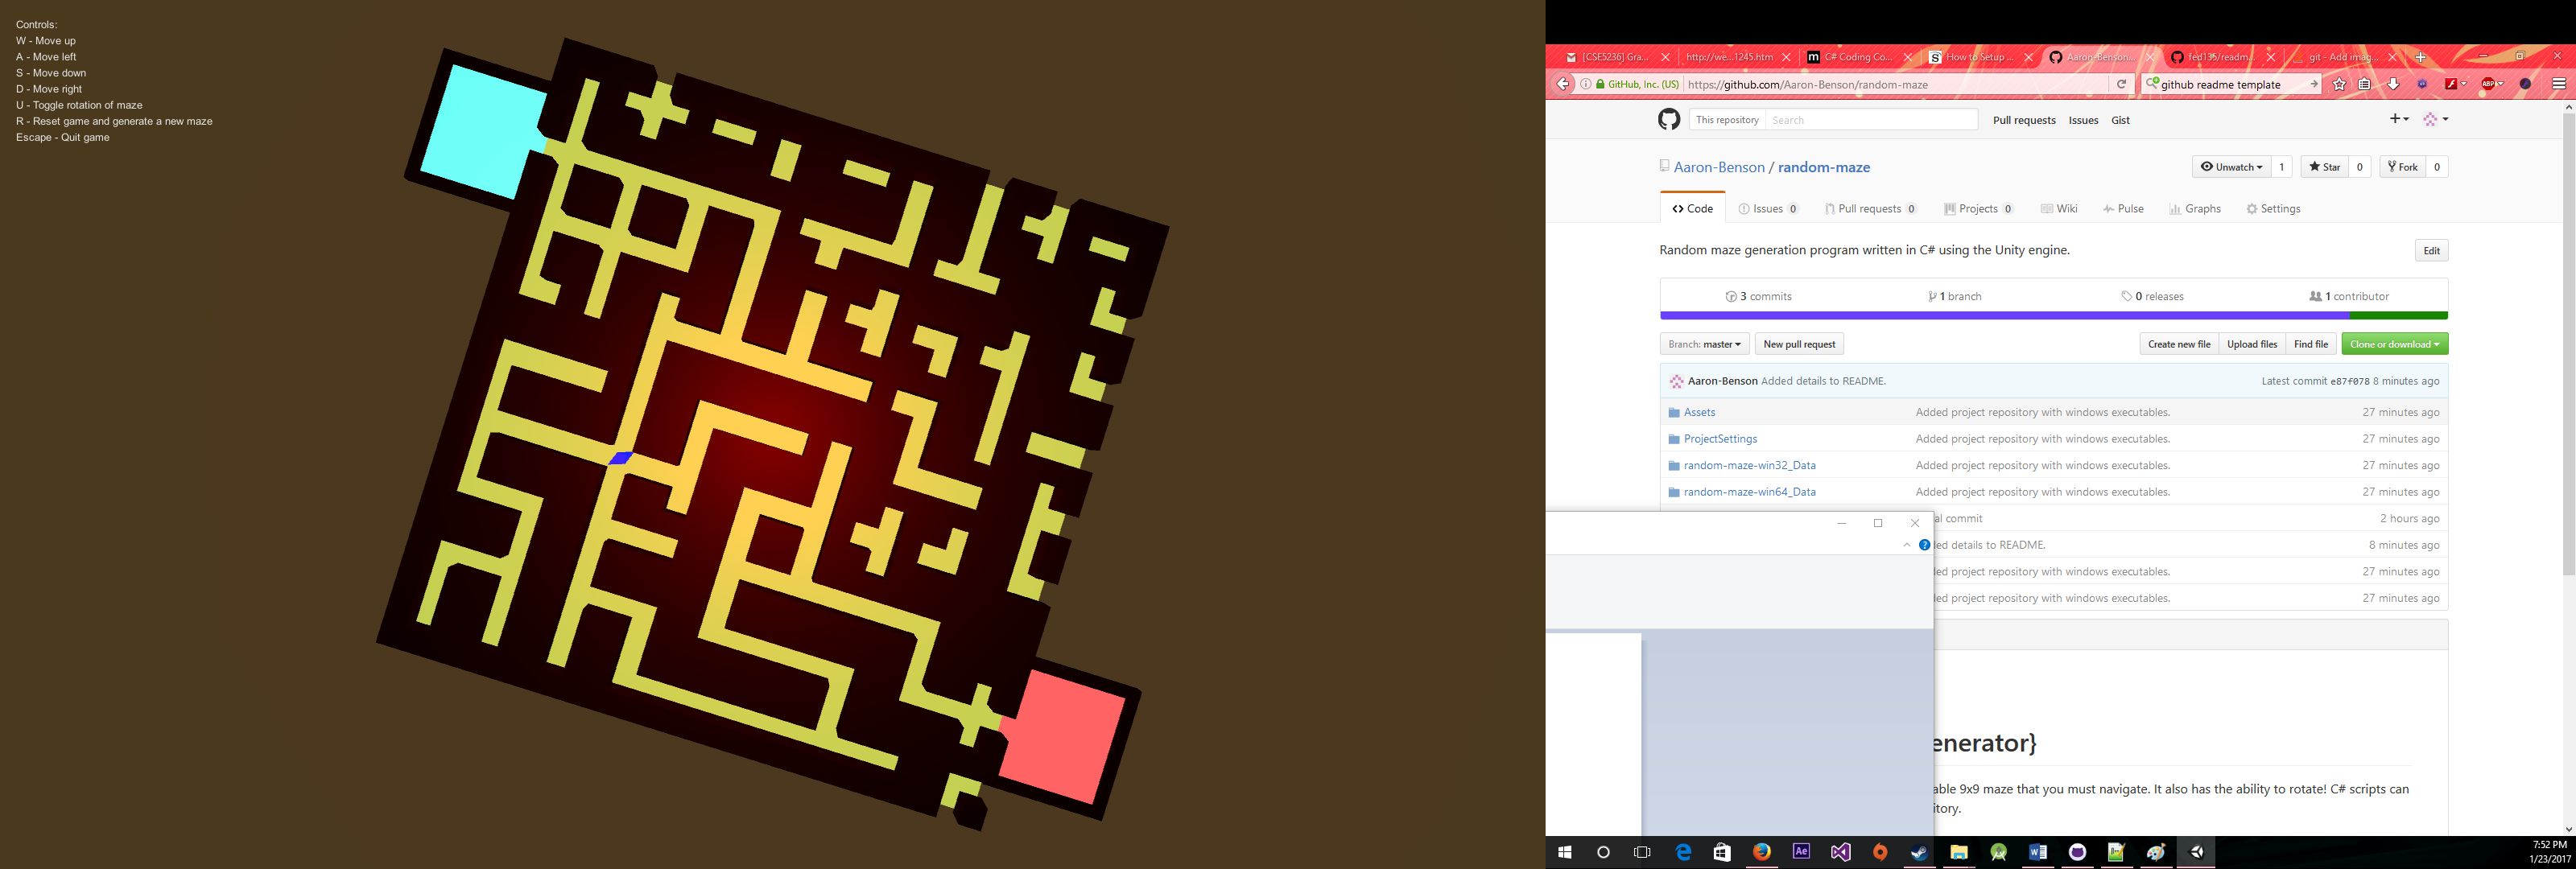 Controls:
W - Move up
A - Move left
S - Move down
D - Move right
U - Toggle rotation of maze
R - Reset game and generate a new maze
Escape - Quit game
[CSE5236] Gra...
http://we...1245.htm
C# Coding Co...
How to Setup ...
Aaron-Benson...
fed135/readm...
git - Add imag...
GitHub, Inc. (US)
https://github.com/Aaron-Benson/random-maze
github readme template
This repository
Search
Pull requests
Issues
Gist
Aaron-Benson / random-maze
Unwatch 1
Star 0
Fork 0
Code
Issues 0
Pull requests 0
Projects 0
Wiki
Pulse
Graphs
Settings
Random maze generation program written in C# using the Unity engine.
Edit
3 commits
1 branch
0 releases
1 contributor
Branch: master
New pull request
Create new file
Upload files
Find file
Clone or download
Aaron-Benson Added details to README.
Latest commit e87f078 8 minutes ago
Assets Added project repository with windows executables. 27 minutes ago
ProjectSettings Added project repository with windows executables. 27 minutes ago
random-maze-win32_Data Added project repository with windows executables. 27 minutes ago
random-maze-win64_Data Added project repository with windows executables. 27 minutes ago
al commit 2 hours ago
ed details to README. 8 minutes ago
ed project repository with windows executables. 27 minutes ago
ed project repository with windows executables. 27 minutes ago
enerator}
able 9x9 maze that you must navigate. It also has the ability to rotate! C# scripts can
itory.
Ae
7:52 PM
1/23/2017